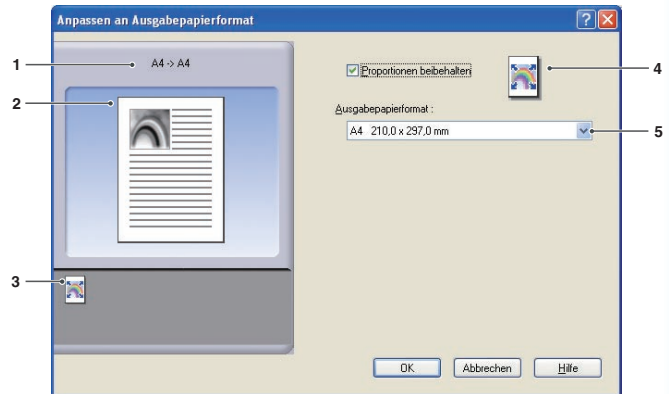 Anpassen an Ausgabepapierformat
1
A4 -> A4
2
3
Proportionen beibehalten
4
Ausgabepapierformat :
A4 210,0 x 297,0 mm
5
OK
Abbrechen
Hilfe